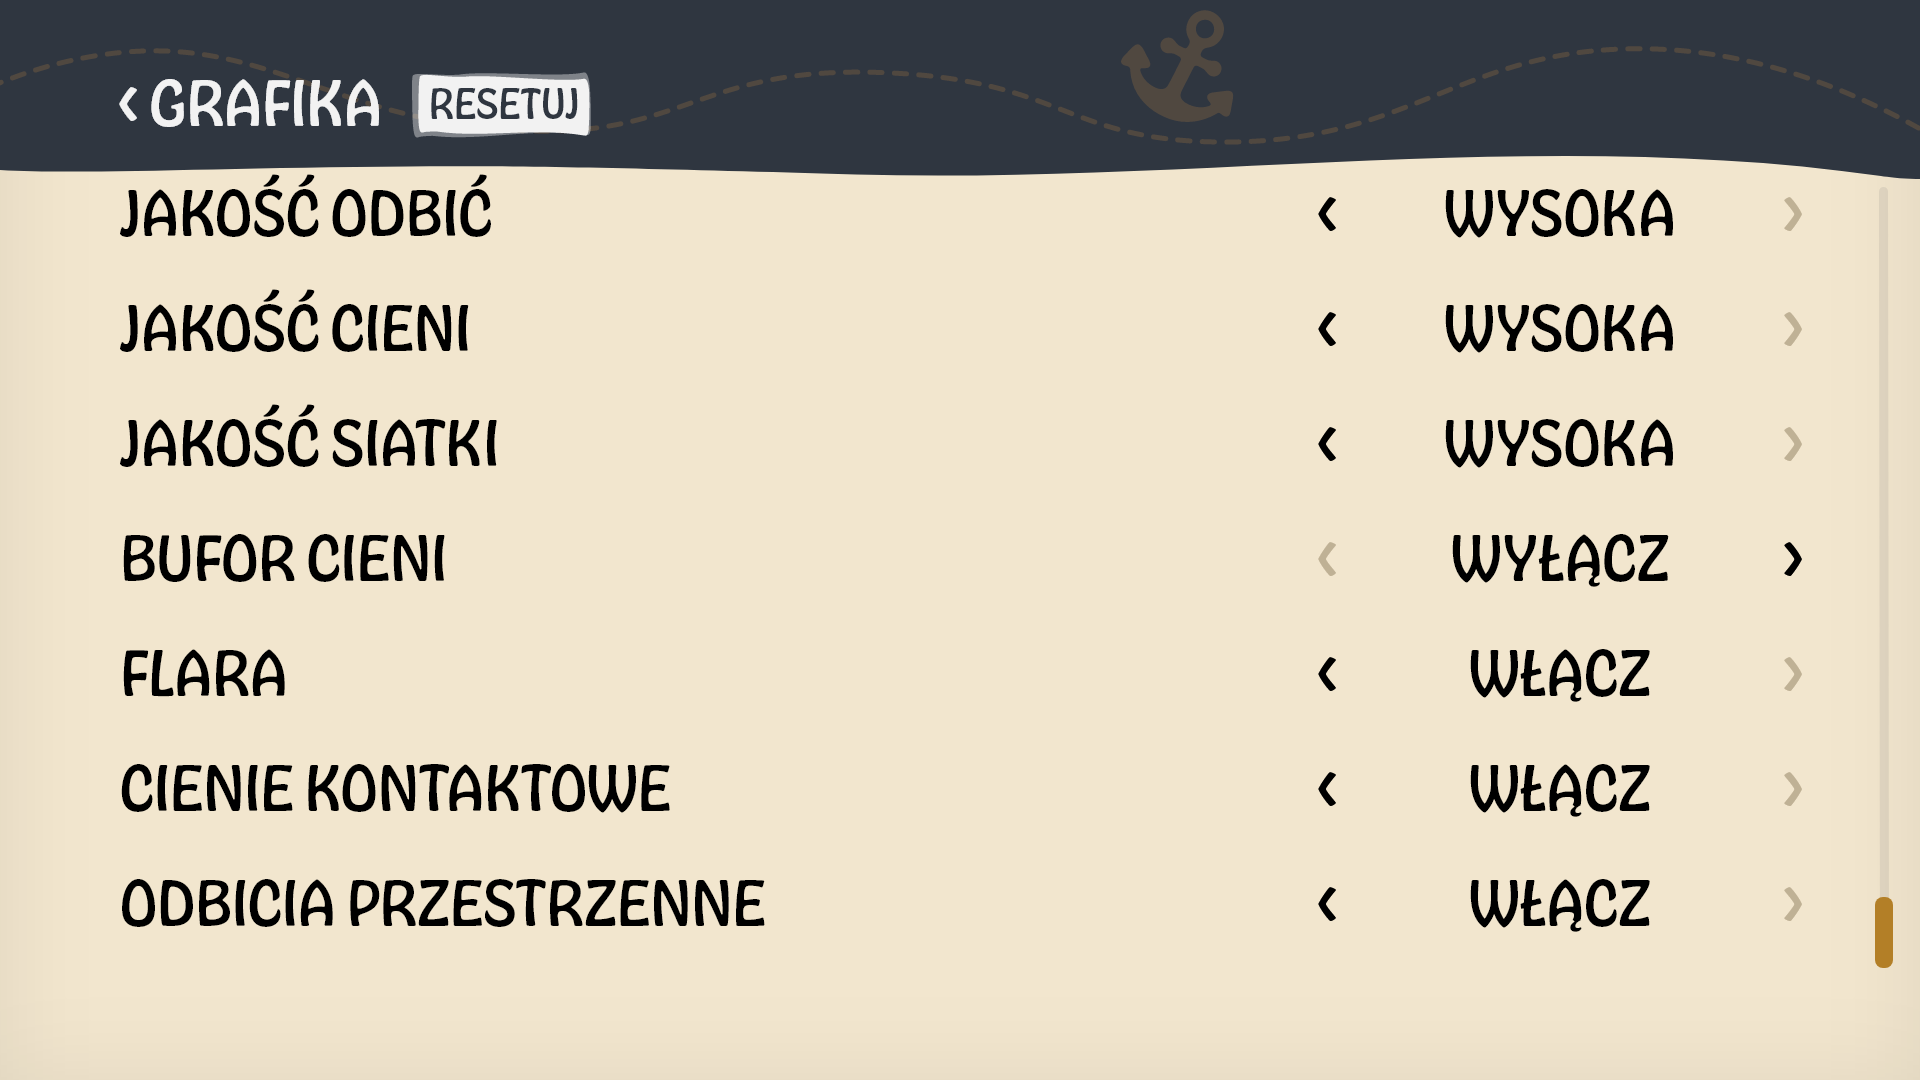 GRAFIKA RESETUJ
JAKOŚĆ ODBIĆ WYSOKA
JAKOŚĆ CIENI WYSOKA
JAKOŚĆ SIATKI WYSOKA
BUFOR CIENI WYŁĄCZ
FLARA WŁĄCZ
CIENIE KONTAKTOWE WŁĄCZ
ODBICIA PRZESTRZENNE WŁĄCZ